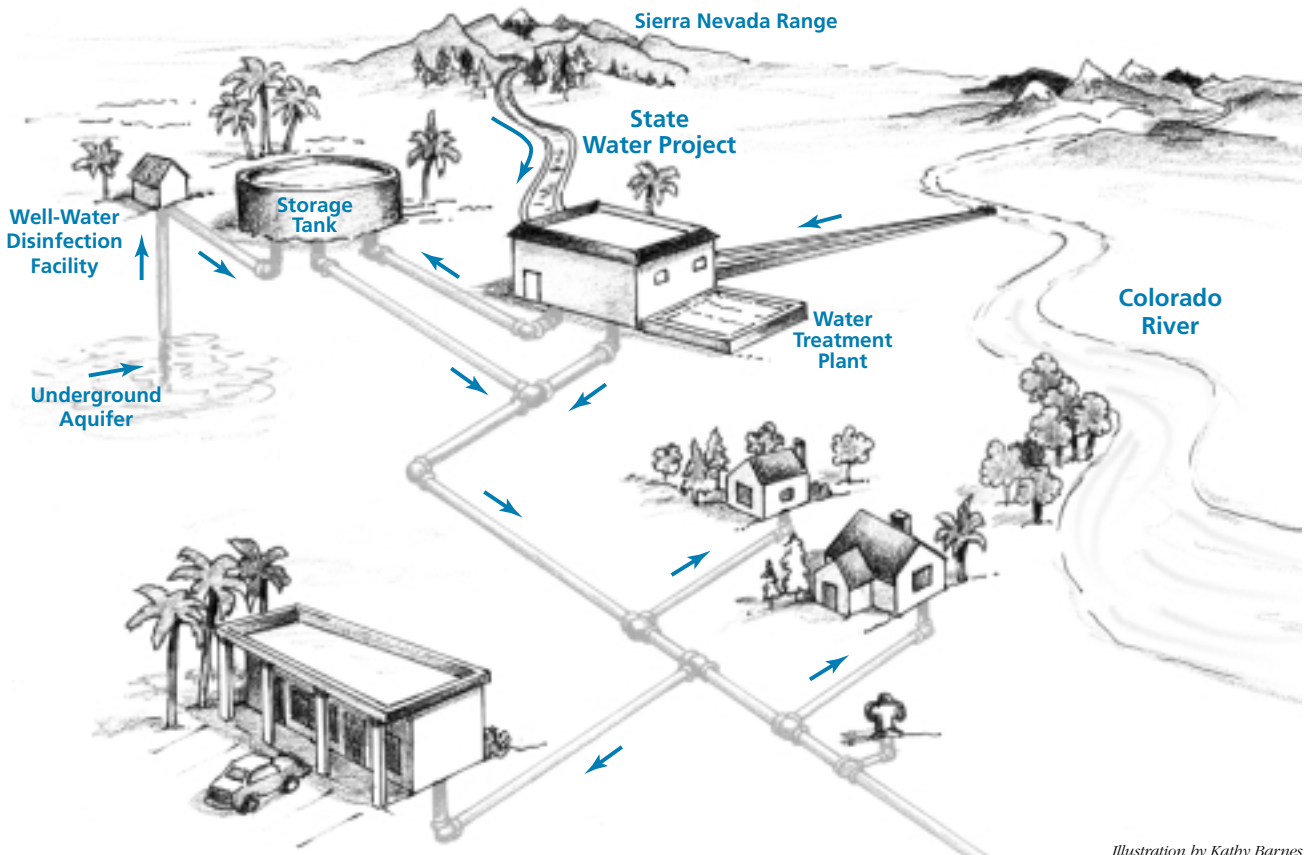 Sierra Nevada Range
State
Water Project
Storage
Tank
Well-Water
Disinfection
Facility
Colorado
River
Water
Treatment
Plant
Underground
Aquifer
Illustration by Kathy Barnes